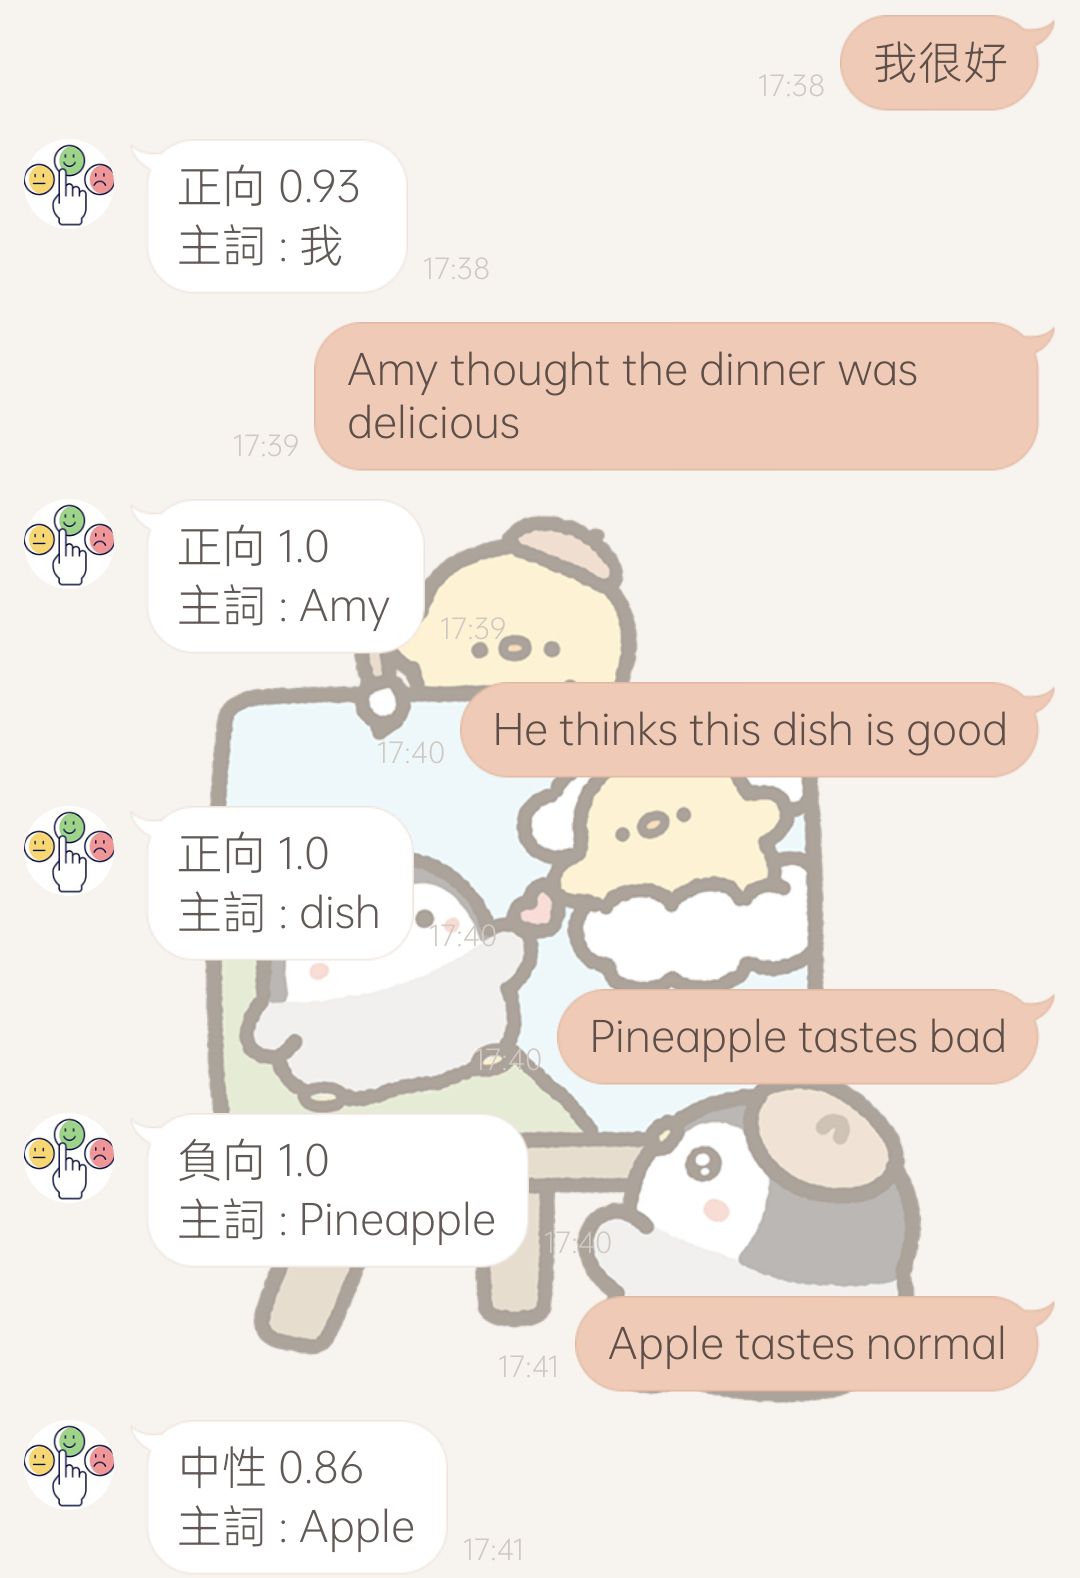 我很好
17:38
正向 0.93
主詞 : 我
17:38
Amy thought the dinner was
delicious
17:39
正向 1.0
主詞 : Amy
17:39
He thinks this dish is good
17:40
正向 1.0
主詞 : dish
17:40
Pineapple tastes bad
17:40
負向 1.0
主詞 : Pineapple
17:40
Apple tastes normal
17:41
中性 0.86
主詞 : Apple
17:41